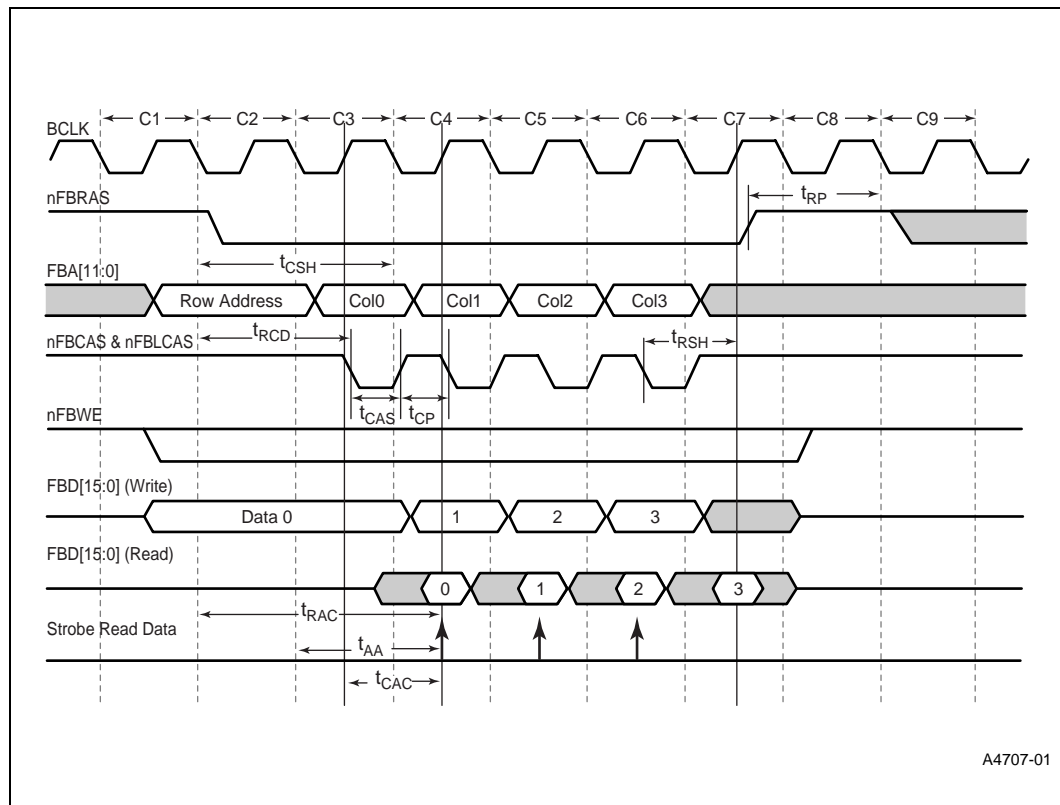 C1 C2 C3 C4 C5 C6 C7 C8 C9
BCLK
nFBRAS
tRP
tCSH
FBA[11:0]
Row Address Col0 Col1 Col2 Col3
tRCD
nFBCAS & nFBLCAS
tRSH
tCAS tCP
nFBWE
FBD[15:0] (Write)
Data 0 1 2 3
FBD[15:0] (Read)
0 1 2 3
tRAC
Strobe Read Data
tAA
tCAC
A4707-01